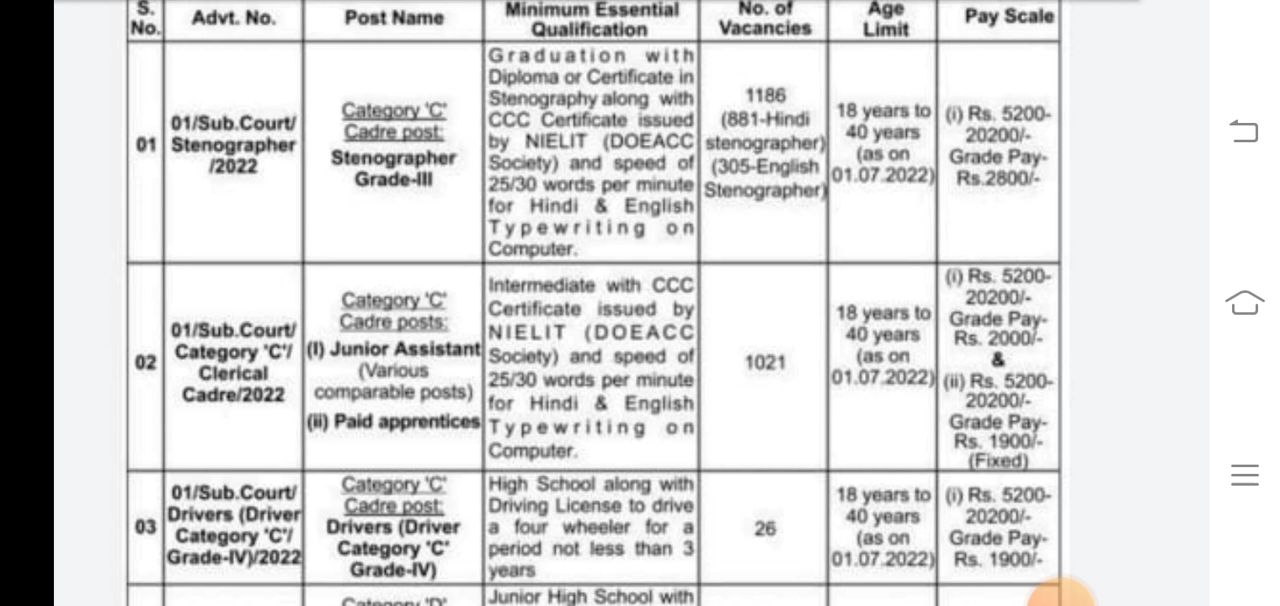 S. No.
Advt. No.
Post Name
Minimum Essential
Qualification
No. of
Vacancies
Age
Limit
Pay Scale
01
01/Sub.Court/
Stenographer
/2022
Category 'C'
Cadre post:
Stenographer
Grade-III
Graduation with
Diploma or Certificate in
Stenography along with
CCC Certificate issued
by NIELIT (DOEACC
Society) and speed of
25/30 words per minute
for Hindi & English
Typewriting on
Computer.
1186
(881-Hindi
stenographer)
(305-English
Stenographer)
18 years to
40 years
(as on
01.07.2022)
(i) Rs. 5200-
20200/-
Grade Pay-
Rs.2800/-
02
01/Sub.Court/
Category 'C'/
Clerical
Cadre/2022
Category 'C'
Cadre posts:
(I) Junior Assistant
(Various
comparable posts)
(ii) Paid apprentices
Intermediate with CCC
Certificate issued by
NIELIT (DOEACC
Society) and speed of
25/30 words per minute
for Hindi & English
Typewriting on
Computer.
1021
18 years to
40 years
(as on
01.07.2022)
(i) Rs. 5200-
20200/-
Grade Pay-
Rs. 2000/-
&
(ii) Rs. 5200-
20200/-
Grade Pay-
Rs. 1900/-
(Fixed)
03
01/Sub.Court/
Drivers (Driver
Category 'C'/
Grade-IV)/2022
Category 'C'
Cadre post:
Drivers (Driver
Category 'C'
Grade-IV)
High School along with
Driving License to drive
a four wheeler for a
period not less than 3
years
26
18 years to
40 years
(as on
01.07.2022)
(i) Rs. 5200-
20200/-
Grade Pay-
Rs. 1900/-
Category 'D'
Junior High School with